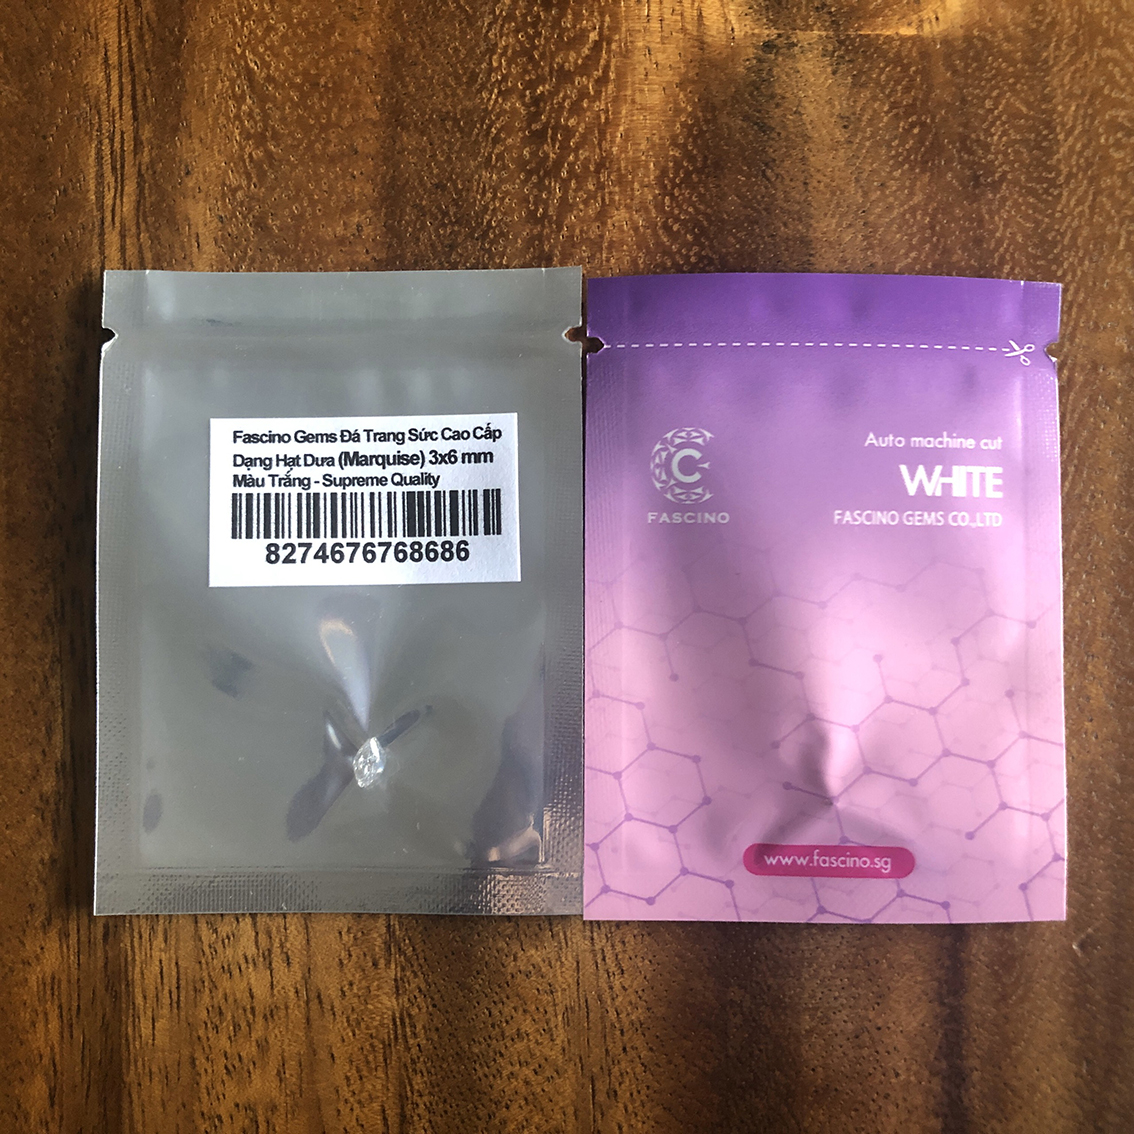 Fascino Gems Đá Trang Sức Cao Cấp
Dạng Hạt Dưa (Marquise) 3x6 mm
Màu Trắng - Supreme Quality
8274676768686
C
FASCINO
Auto machine cut
WHITE
FASCINO GEMS CO.,LTD
www.fascino.sg